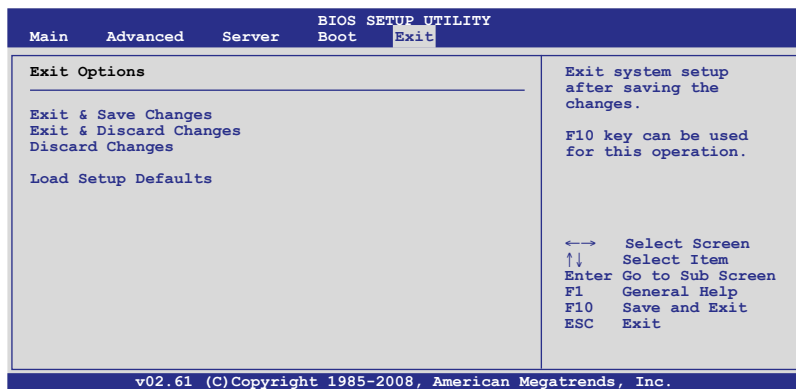 BIOS SETUP UTILITY
Main Advanced Server Boot Exit
Exit Options
Exit & Save Changes
Exit & Discard Changes
Discard Changes
Load Setup Defaults
Exit system setup
after saving the
changes.
F10 key can be used
for this operation.
←→ Select Screen
↑↓ Select Item
Enter Go to Sub Screen
F1 General Help
F10 Save and Exit
ESC Exit
v02.61 (C)Copyright 1985-2008, American Megatrends, Inc.